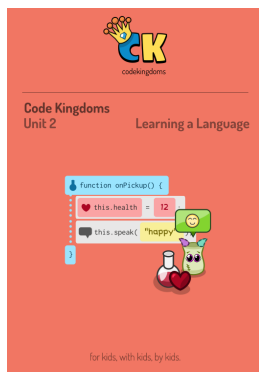 CK
codekingdoms
Code Kingdoms
Unit 2
Learning a Language
function onPickup() {
this.health = 12 ;
this.speak( "happy"
}
for kids, with kids, by kids.